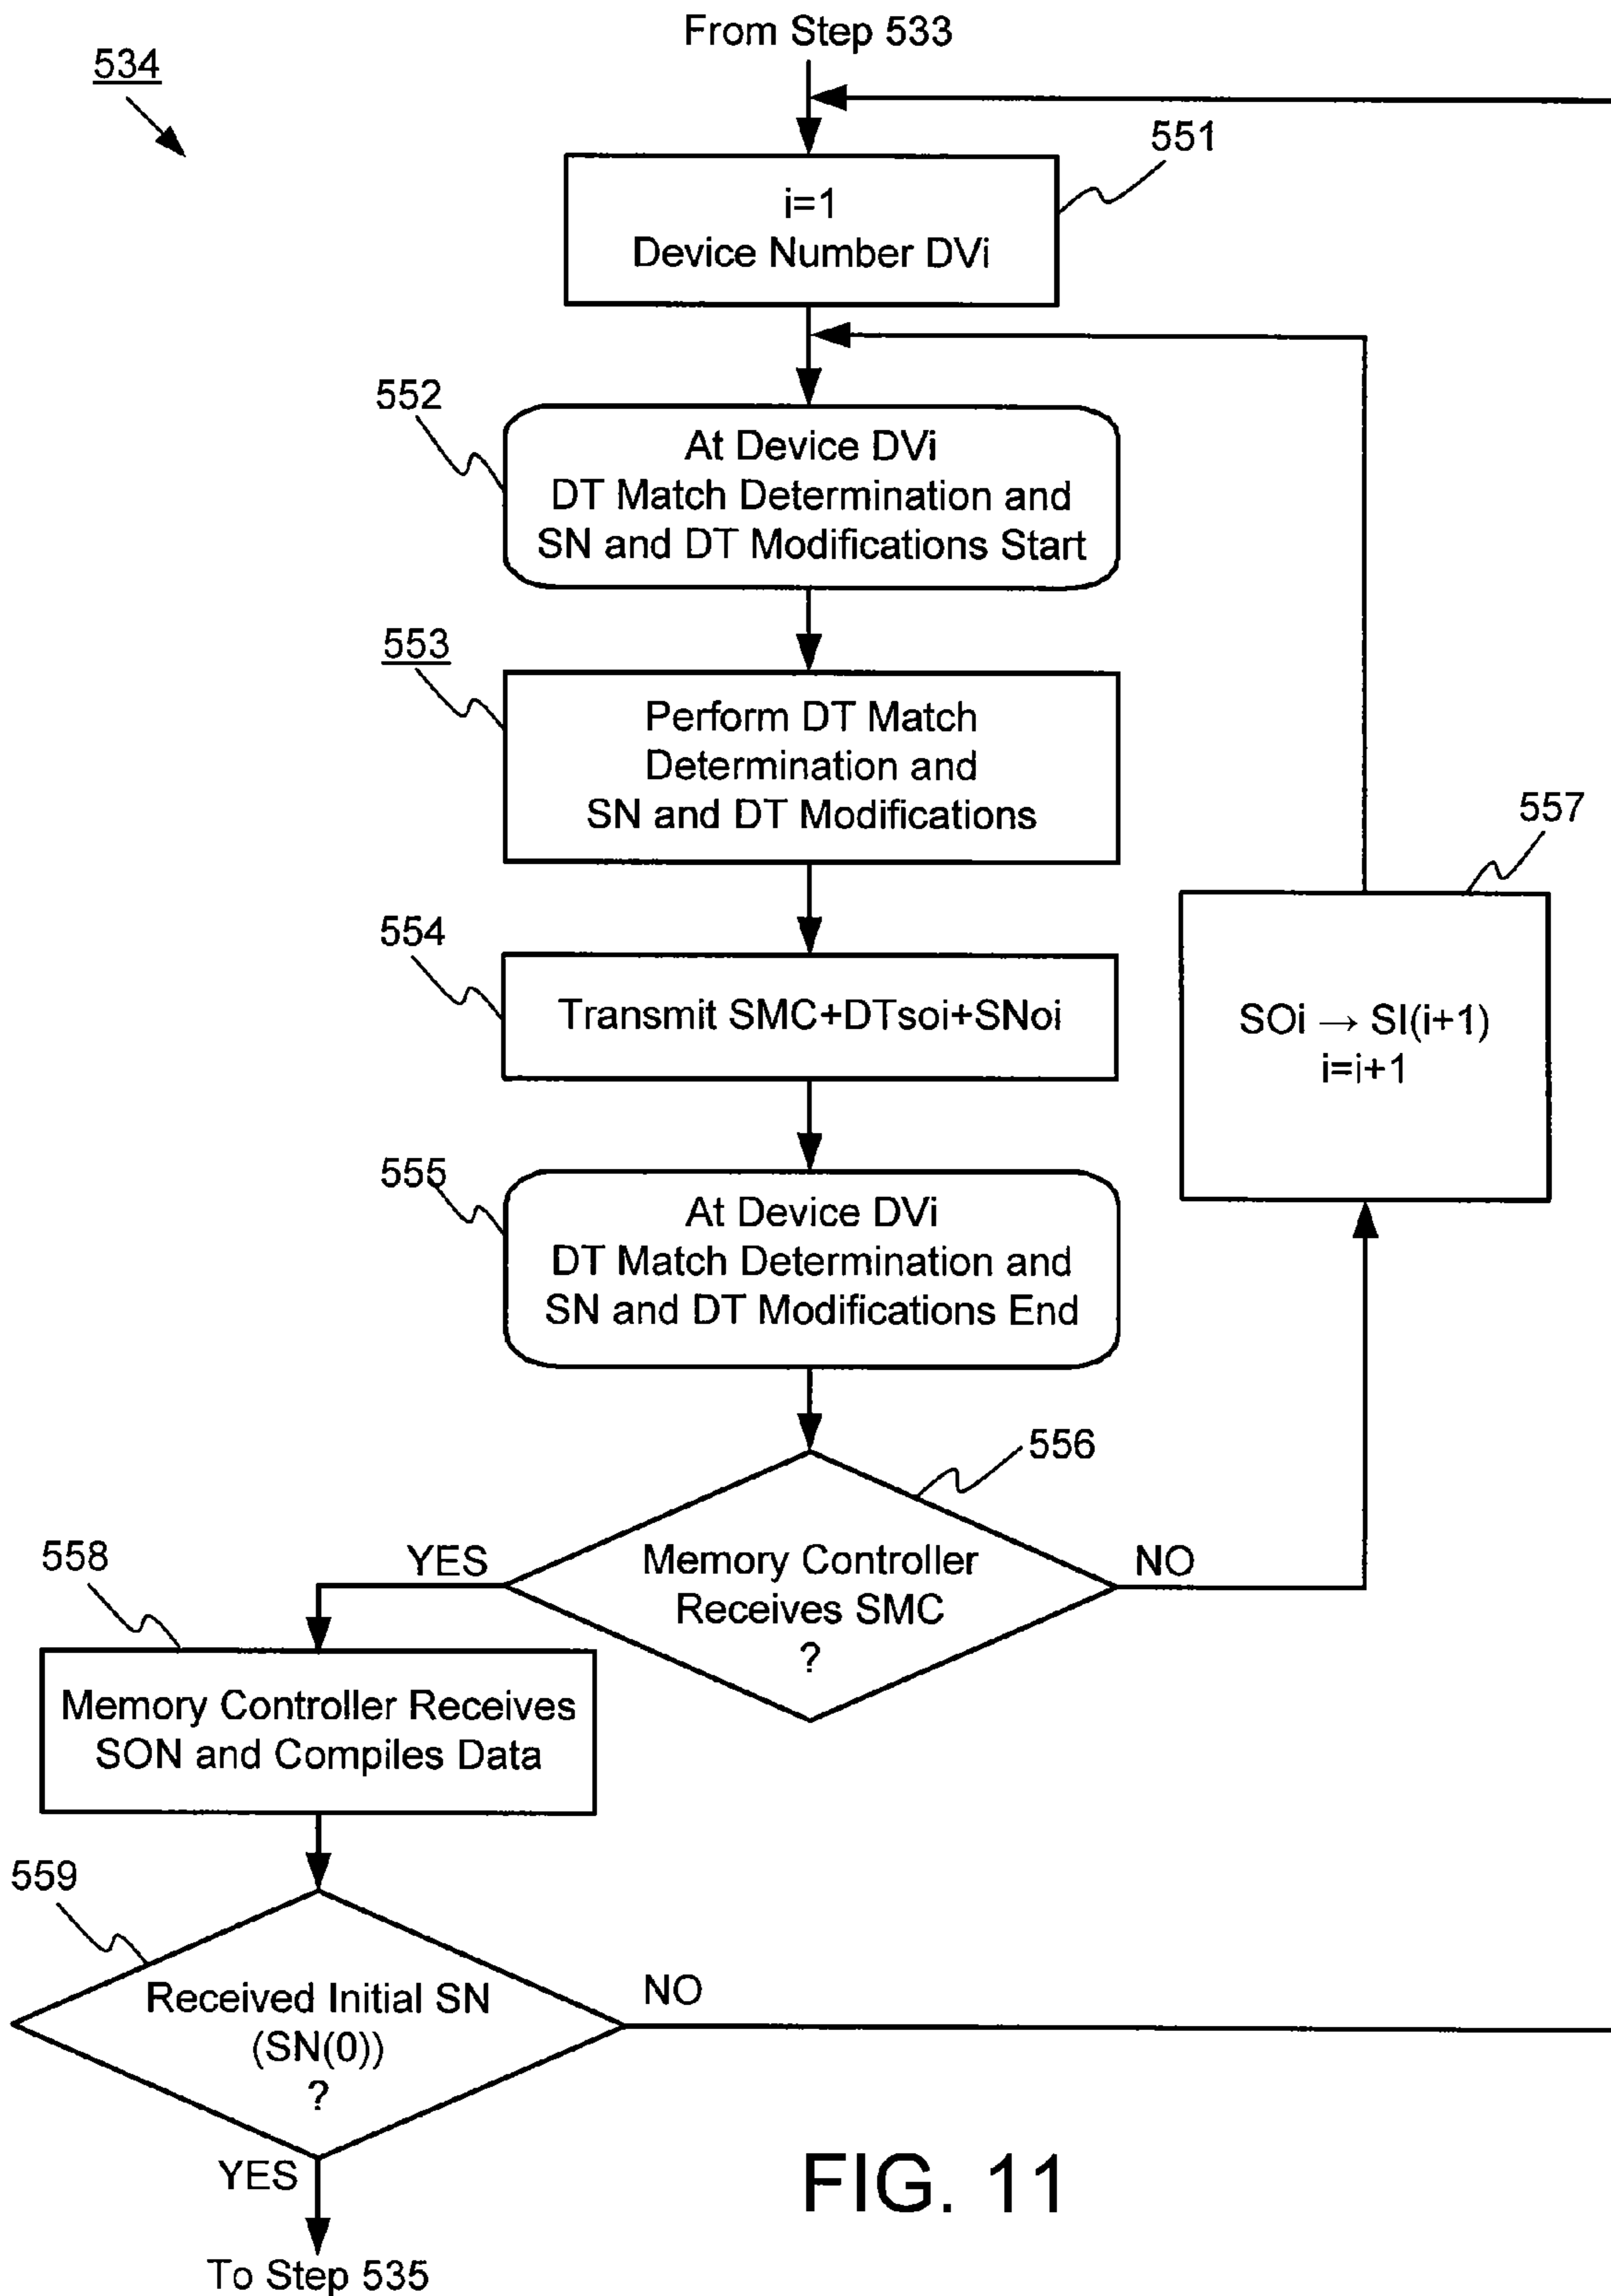 From Step 533
534
551
i=1
Device Number DVi
552
At Device DVi
DT Match Determination and
SN and DT Modifications Start
553
Perform DT Match
Determination and
SN and DT Modifications
557
554
Transmit SMC+DTsoi+SNoi
SOi → SI(i+1)
i=i+1
555
At Device DVi
DT Match Determination and
SN and DT Modifications End
556
558
YES
Memory Controller
Receives SMC
?
NO
Memory Controller Receives
SON and Compiles Data
559
Received Initial SN
(SN(0))
?
NO
YES
FIG. 11
To Step 535